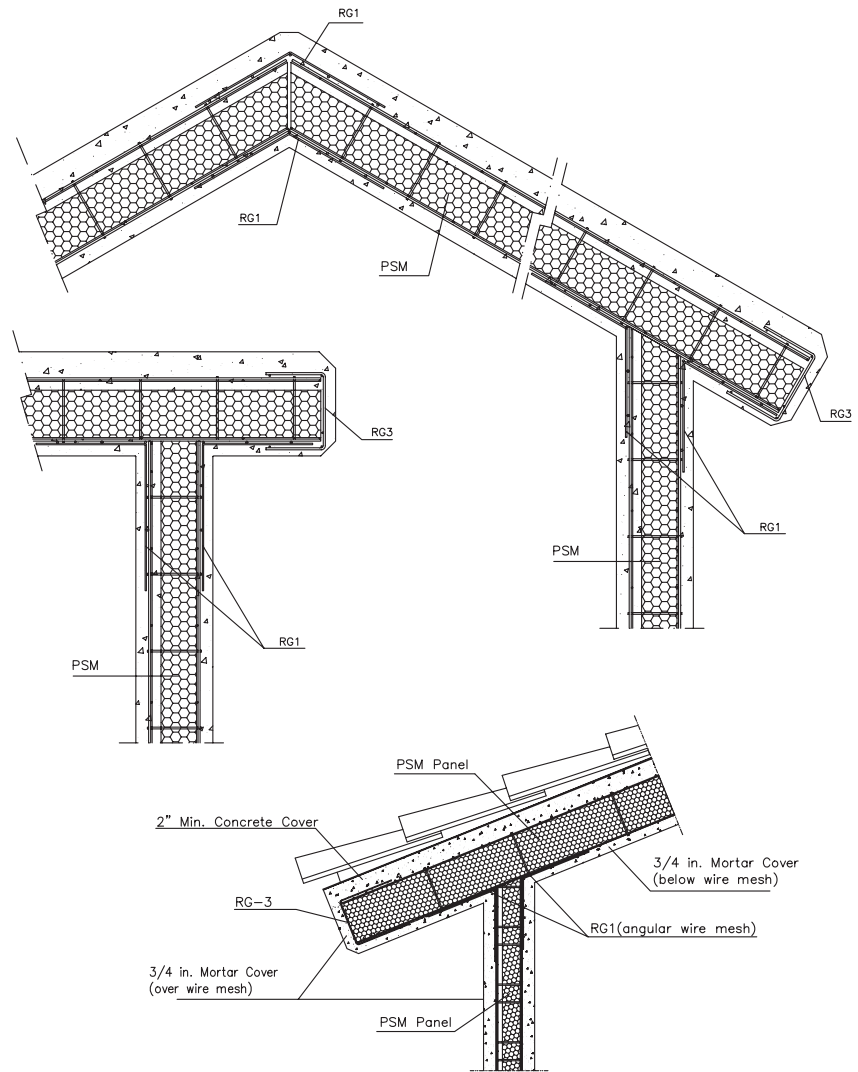 RG1
RG1
PSM
RG3
RG3
RG1
PSM
RG1
PSM
PSM Panel
2" Min. Concrete Cover
3/4 in. Mortar Cover
(below wire mesh)
RG-3
RG1(angular wire mesh)
3/4 in. Mortar Cover
(over wire mesh)
PSM Panel